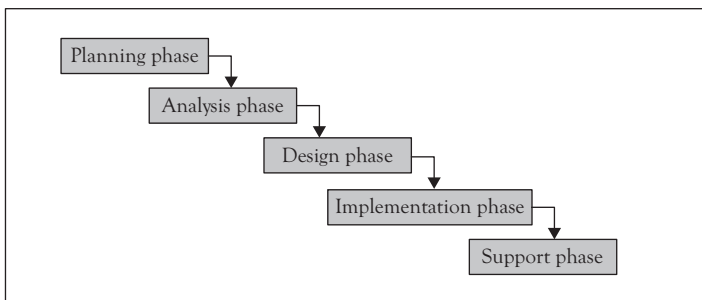 Planning phase
Analysis phase
Design phase
Implementation phase
Support phase